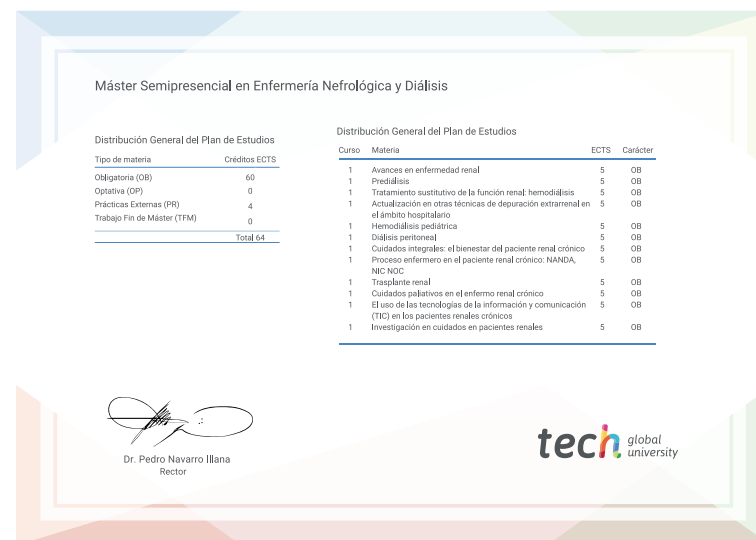 Máster Semipresencial en Enfermería Nefrológica y Diálisis
Distribución General del Plan de Estudios
Tipo de materia Créditos ECTS
Obligatoria (OB) 60
Optativa (OP) 0
Prácticas Externas (PR) 4
Trabajo Fin de Máster (TFM) 0
Total 64
Distribución General del Plan de Estudios
Curso Materia ECTS Carácter
1 Avances en enfermedad renal 5 OB
1 Prediálisis 5 OB
1 Tratamiento sustitutivo de la función renal: hemodiálisis 5 OB
1 Actualización en otras técnicas de depuración extrarrenal en 5 OB
el ámbito hospitalario
1 Hemodiálisis pediátrica 5 OB
1 Diálisis peritoneal 5 OB
1 Cuidados integrales: el bienestar del paciente renal crónico 5 OB
1 Proceso enfermero en el paciente renal crónico: NANDA, 5 OB
NIC NOC
1 Trasplante renal 5 OB
1 Cuidados paliativos en el enfermo renal crónico 5 OB
1 El uso de las tecnologías de la información y comunicación 5 OB
(TIC) en los pacientes renales crónicos
1 Investigación en cuidados en pacientes renales 5 OB
Dr. Pedro Navarro Illana
Rector
tech global
university